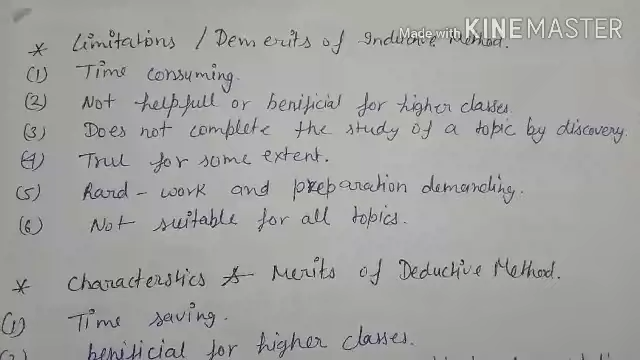 Made with KINEMASTER
* Limitations / Demerits of Inductive Method.
(1) Time consuming.
(2) Not helpfull or benificial for higher classes.
(3) Does not complete the study of a topic by discovery.
(4) True for some extent.
(5) Hard-work and preparation demanding.
(6) Not suitable for all topics.
* Characterstics & Merits of Deductive Method.
(1) Time saving.
(2) benificial for higher classes.